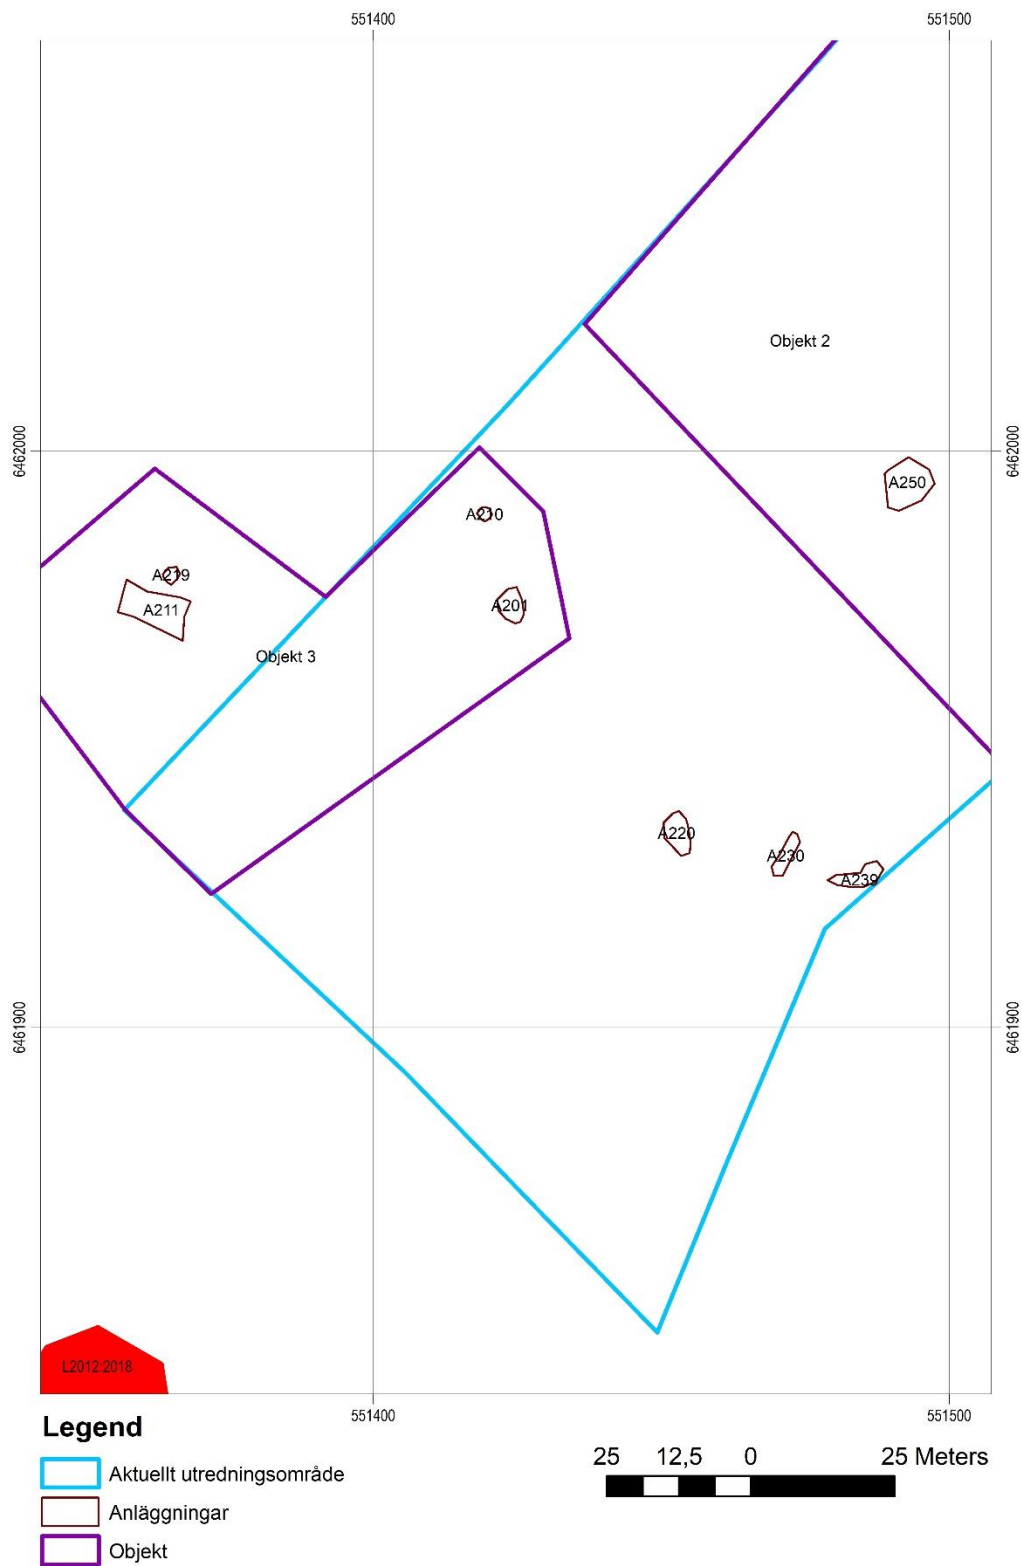 551400 551500
Objekt 2
6462000 6462000
A250
A210
A219
A201
A211
Objekt 3
A220
A230
A239
6461900 6461900
L2012:2018
551400 551500
Legend
Aktuellt utredningsområde
Anläggningar
Objekt
25 12,5 0 25 Meters